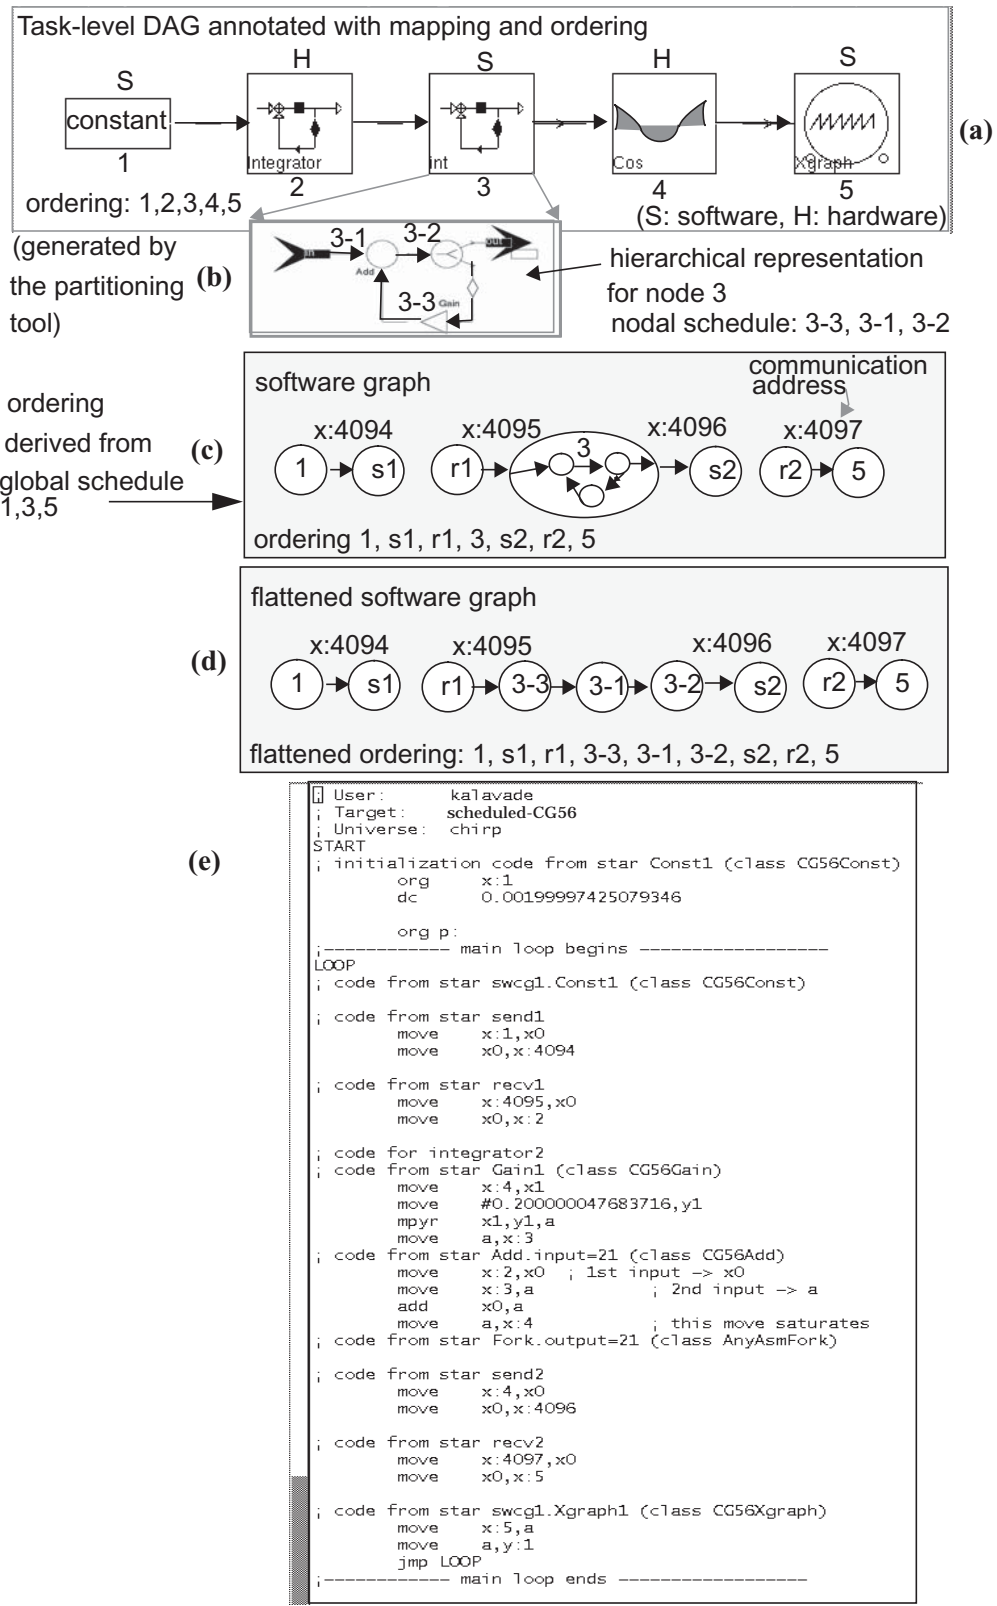 Task-level DAG annotated with mapping and ordering
S
H
S
H
S
constant
Integrator
int
Cos
Xgraph
(a)
1
2
3
4
5
ordering: 1,2,3,4,5
(S: software, H: hardware)
(generated by
the partitioning
tool)
(b)
in
3-1
3-2
out
Add
3-3
Gain
hierarchical representation
for node 3
nodal schedule: 3-3, 3-1, 3-2
ordering
derived from
global schedule
1,3,5
(c)
software graph
communication
address
x:4094
x:4095
x:4096
x:4097
1
s1
r1
3
s2
r2
5
ordering 1, s1, r1, 3, s2, r2, 5
(d)
flattened software graph
x:4094
x:4095
x:4096
x:4097
1
s1
r1
3-3
3-1
3-2
s2
r2
5
flattened ordering: 1, s1, r1, 3-3, 3-1, 3-2, s2, r2, 5
(e)
; User: kalavade
; Target: scheduled-CG56
; Universe: chirp
START
; initialization code from star Const1 (class CG56Const)
org x:1
dc 0.00199997425079346
org p:
;------------ main loop begins ------------------
LOOP
; code from star swcg1.Const1 (class CG56Const)
; code from star send1
move x:1,x0
move x0,x:4094
; code from star recv1
move x:4095,x0
move x0,x:2
; code for integrator2
; code from star Gain1 (class CG56Gain)
move x:4,x1
move #0.200000047683716,y1
mpyr x1,y1,a
move a,x:3
; code from star Add.input=21 (class CG56Add)
move x:2,x0 ; 1st input -> x0
move x:3,a ; 2nd input -> a
add x0,a
move a,x:4 ; this move saturates
; code from star Fork.output=21 (class AnyAsmFork)
; code from star send2
move x:4,x0
move x0,x:4096
; code from star recv2
move x:4097,x0
move x0,x:5
; code from star swcg1.Xgraph1 (class CG56Xgraph)
move x:5,a
move a,y:1
jmp LOOP
;------------ main loop ends ------------------